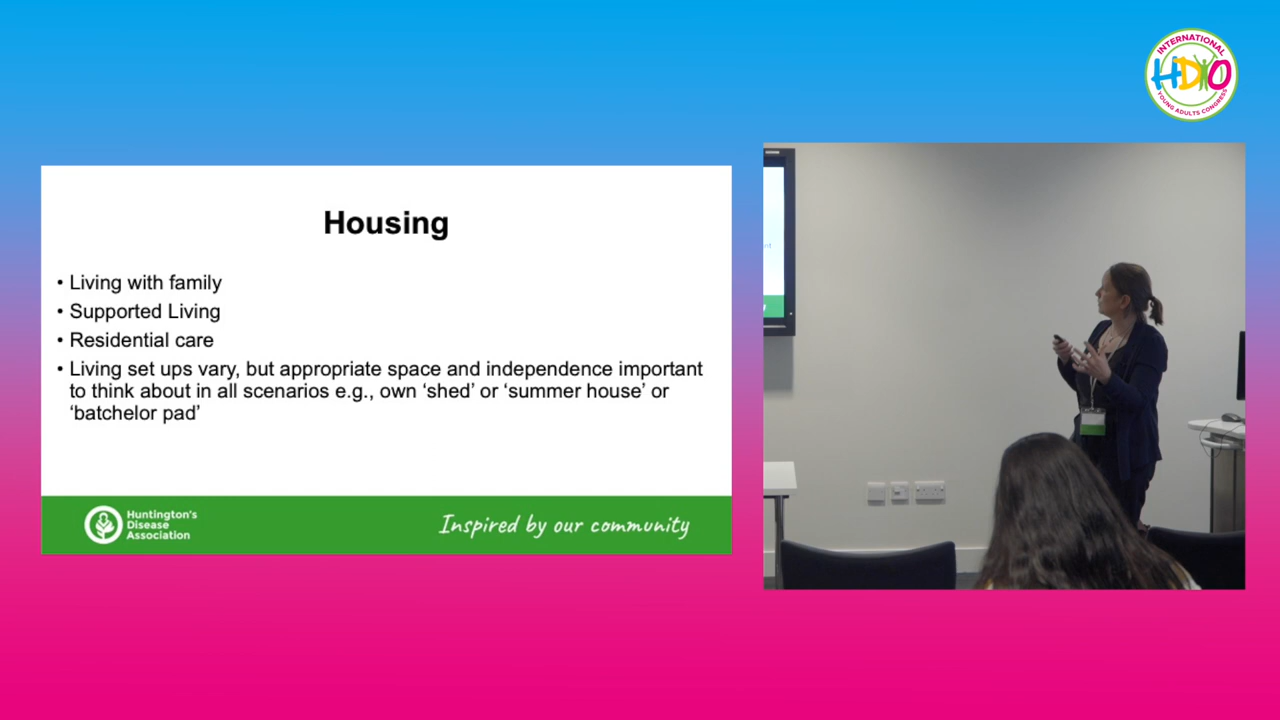 INTERNATIONAL
HDYO
YOUNG ADULTS CONGRESS
Housing
• Living with family
• Supported Living
• Residential care
• Living set ups vary, but appropriate space and independence important
to think about in all scenarios e.g., own ‘shed’ or ‘summer house’ or
‘batchelor pad’
Huntington's
Disease
Association
Inspired by our community